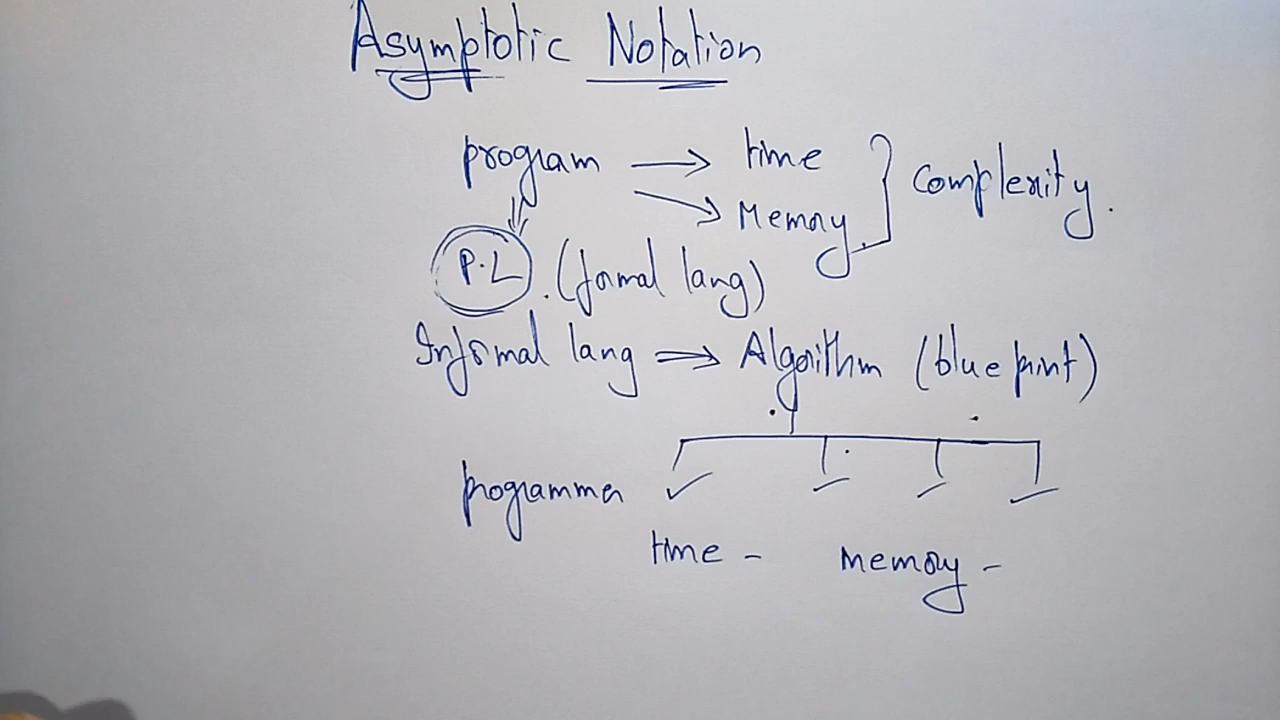 Asymptotic Notation
program → time
→ Memory } Complexity.
P.L. (formal lang)
Informal lang ⇒ Algorithm (blue print)
programmer ✓
time - memory -